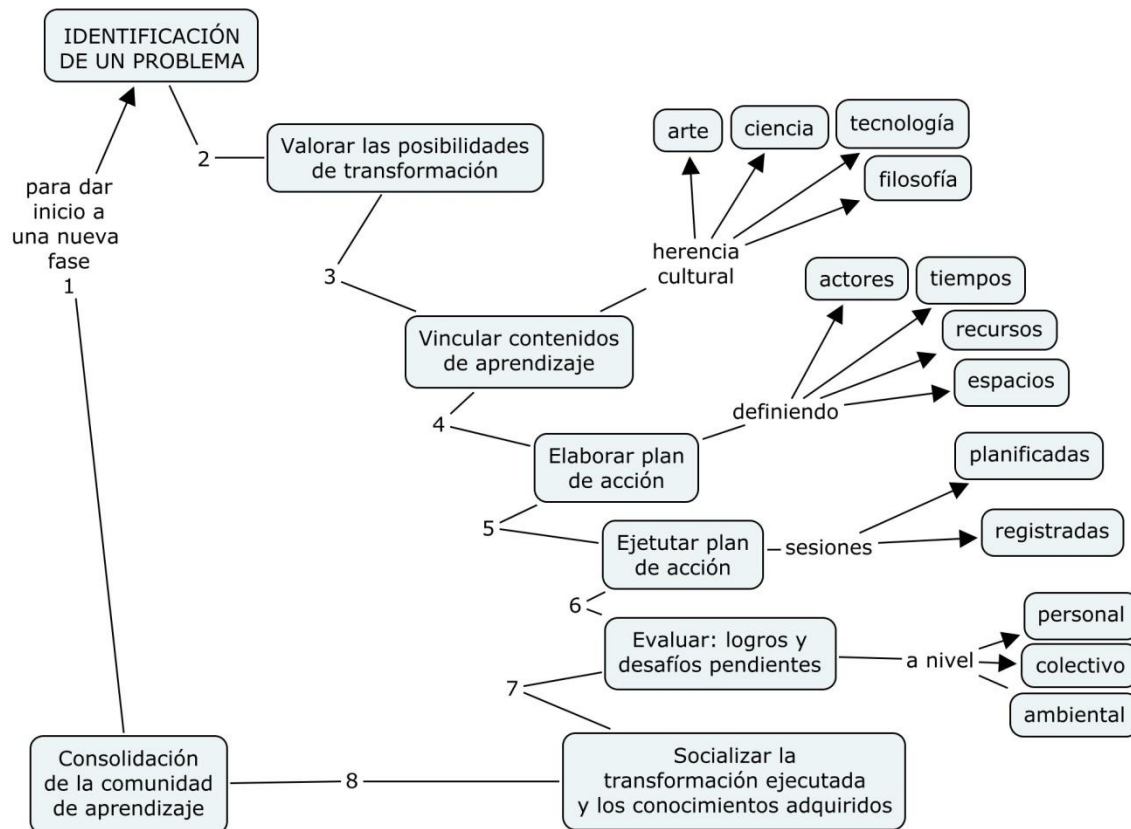 IDENTIFICACIÓN
DE UN PROBLEMA
2
Valorar las posibilidades
de transformación
para dar
inicio a
una nueva
fase
1
3
herencia
cultural
arte
ciencia
tecnología
filosofía
Vincular contenidos
de aprendizaje
4
definiendo
actores
tiempos
recursos
espacios
Elaborar plan
de acción
5
Ejetutar plan
de acción
sesiones
planificadas
registradas
6
Evaluar: logros y
desafíos pendientes
a nivel
personal
colectivo
ambiental
7
Socializar la
transformación ejecutada
y los conocimientos adquiridos
8
Consolidación
de la comunidad
de aprendizaje